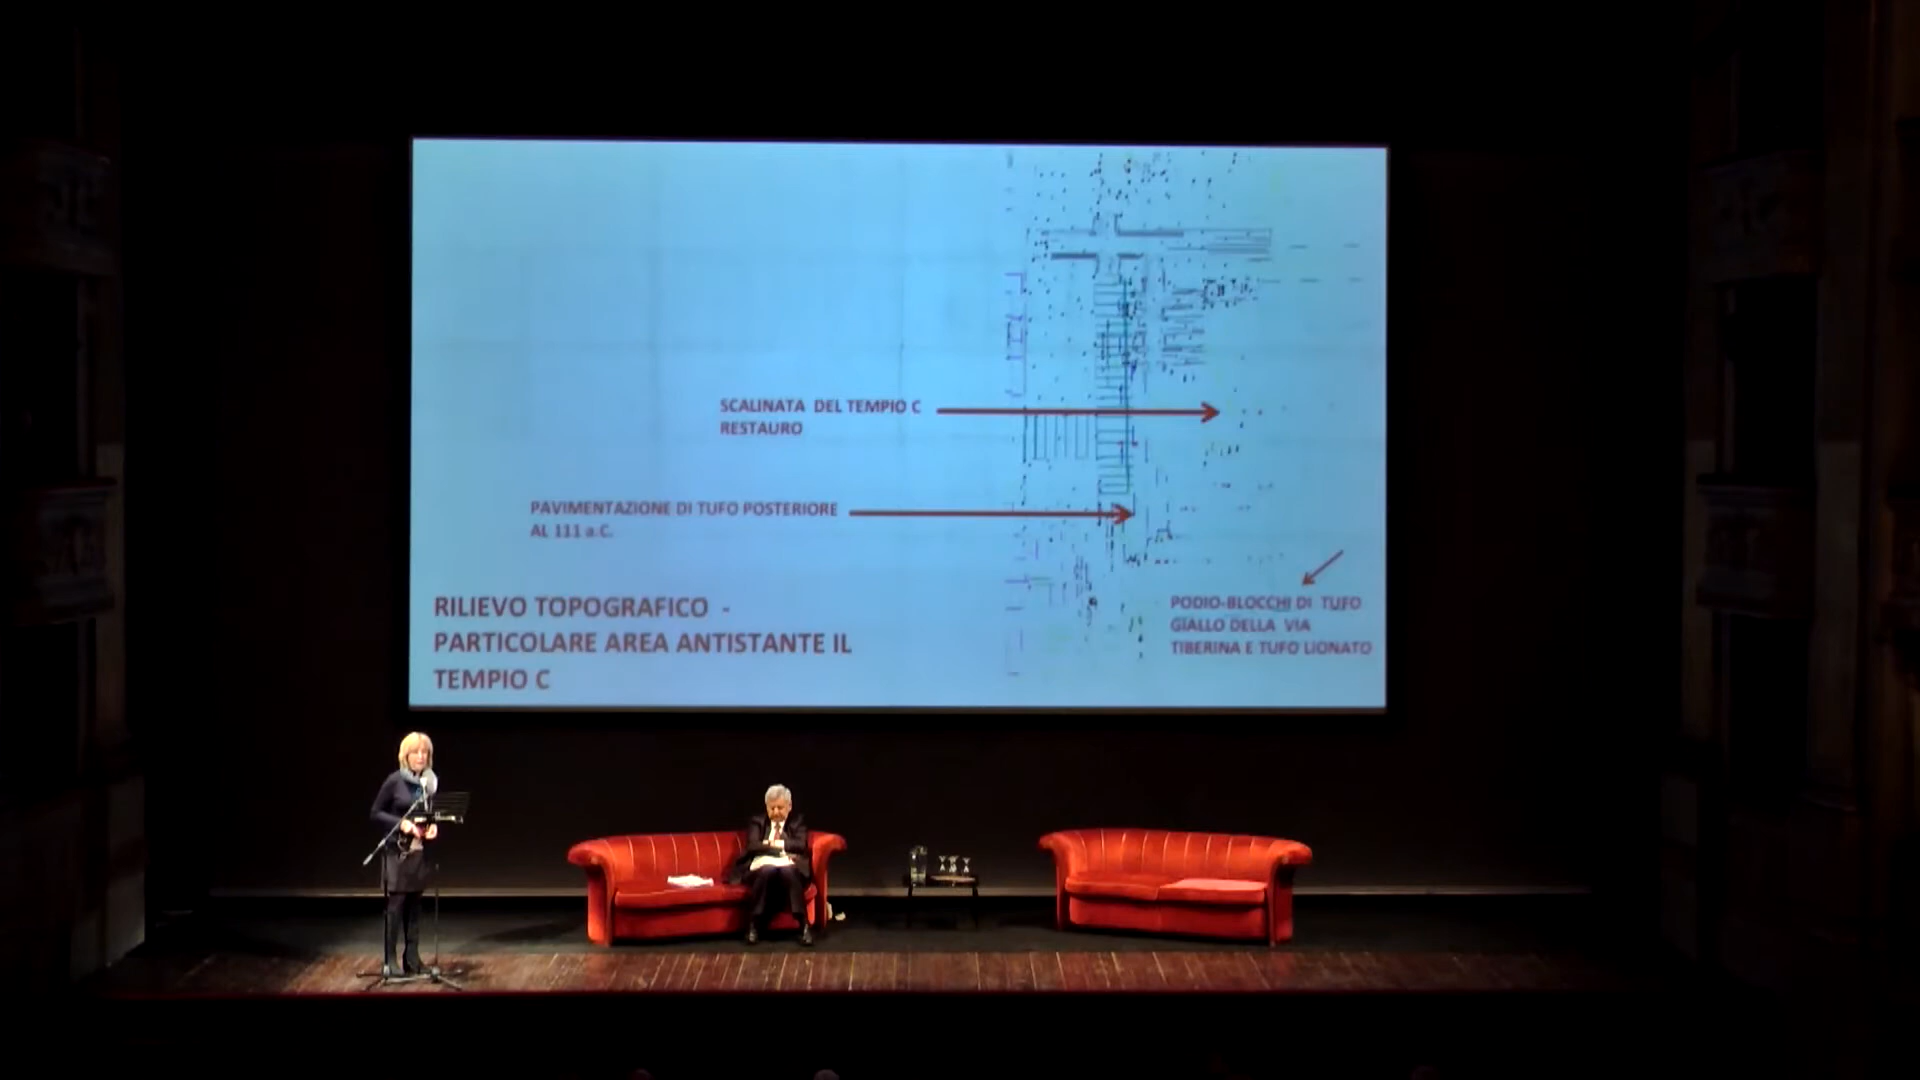 SCALINATA DEL TEMPIO C
RESTAURO
PAVIMENTAZIONE DI TUFO POSTERIORE
AL 111 a.C.
RILIEVO TOPOGRAFICO -
PARTICOLARE AREA ANTISTANTE IL
TEMPIO C
PODIO-BLOCCHI DI TUFO
GIALLO DELLA VIA
TIBERINA E TUFO LIONATO